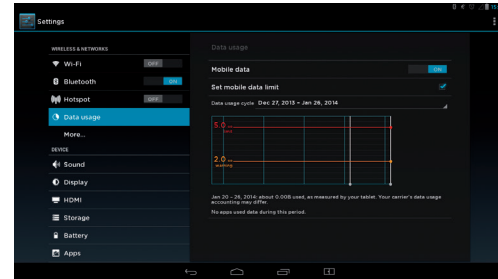 Settings
WIRELESS & NETWORKS
Wi-Fi
OFF
Bluetooth
ON
Hotspot
OFF
Data usage
More...
DEVICE
Sound
Display
HDMI
Storage
Battery
Apps
Data usage
Mobile data
ON
Set mobile data limit
Data usage cycle Dec 27, 2013 – Jan 26, 2014
5.0
2.0
warning
Jan 20 – 26, 2014: about 0.00B used, as measured by your tablet. Your carrier's data usage
accounting may differ.
No apps used data during this period.